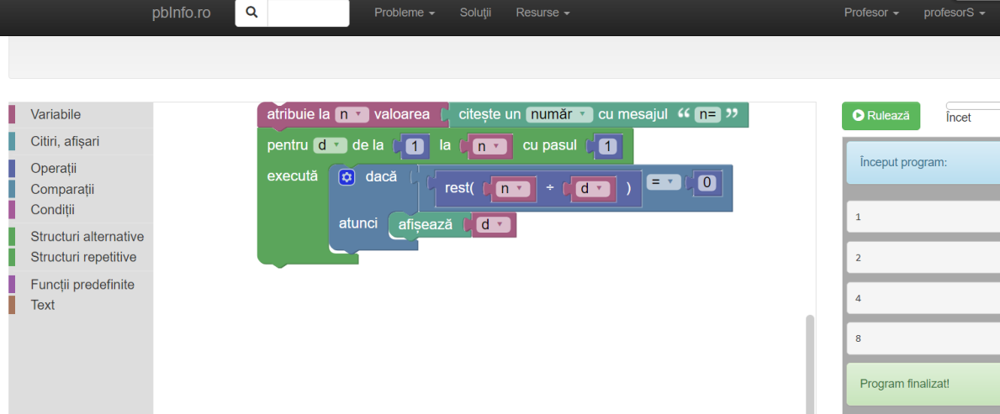 pbInfo.ro Probleme Soluţii Resurse Profesor profesorS
Variabile
Citiri, afişari
Operații
Comparații
Condiții
Structuri alternative
Structuri repetitive
Funcții predefinite
Text
atribuie la n valoarea citește un număr cu mesajul “ n= ”
pentru d de la 1 la n cu pasul 1
execută dacă rest( n ÷ d ) = 0
atunci afișează d
Rulează Încet
Început program:
1
2
4
8
Program finalizat!